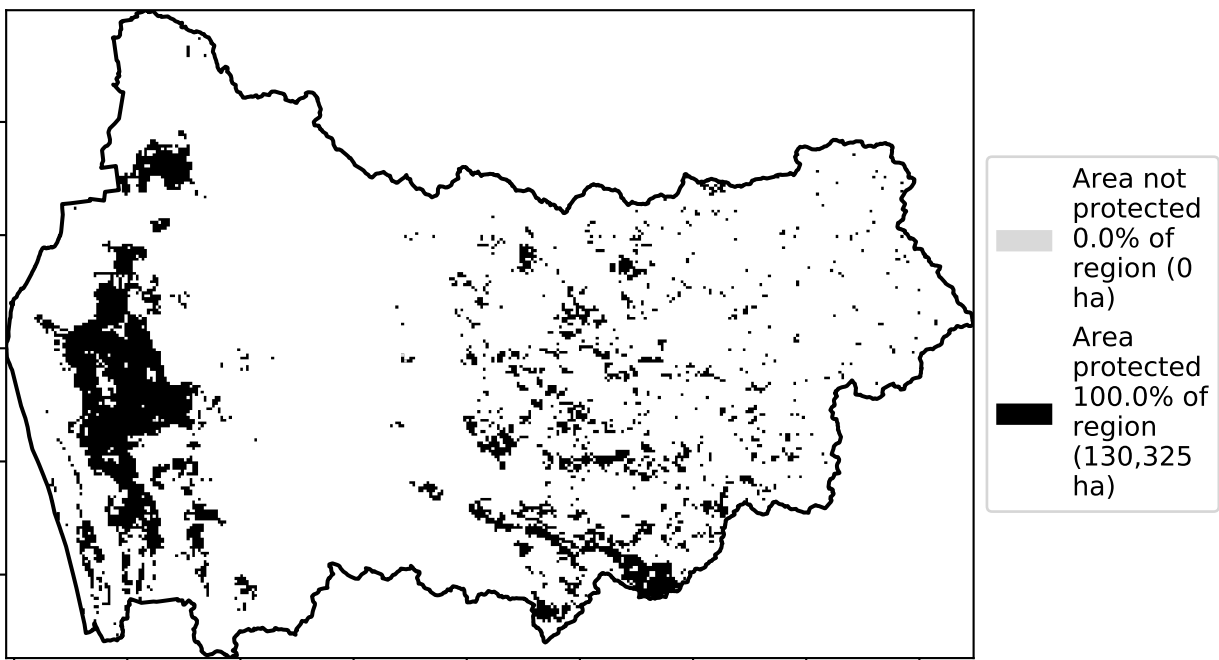 Area not
protected
0.0% of
region (0
ha)
Area
protected
100.0% of
region
(130,325
ha)